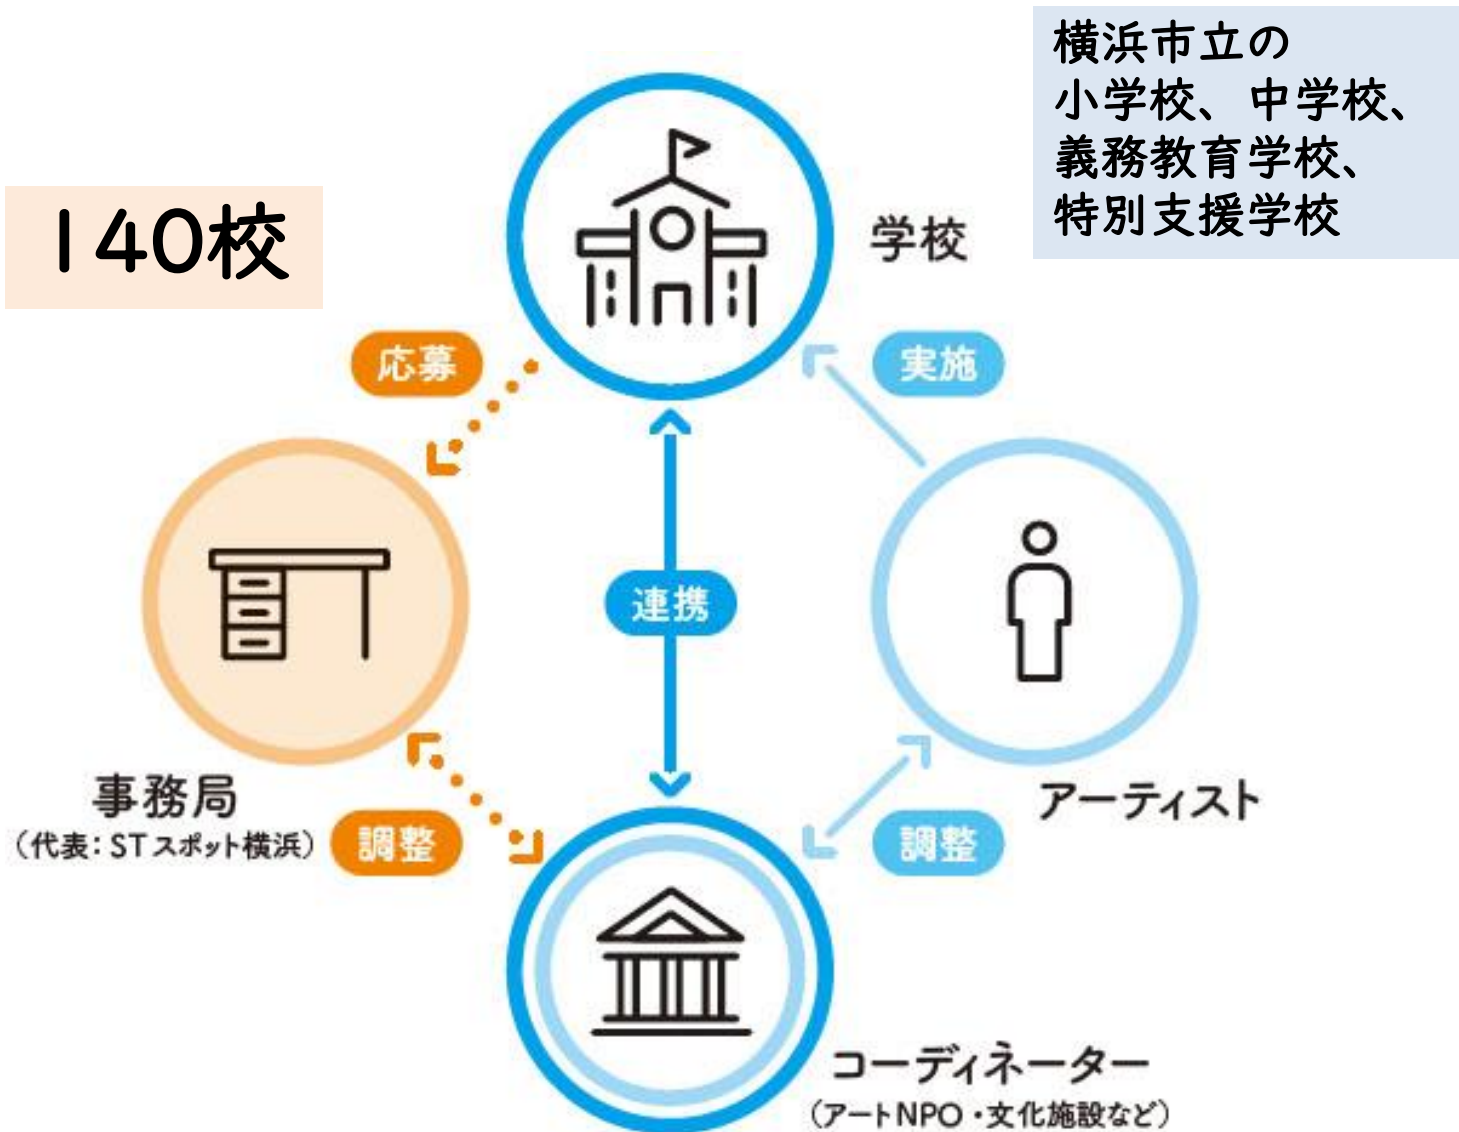 横浜市立の
小学校、中学校、
義務教育学校、
特別支援学校
140校
学校
応募
実施
連携
事務局
(代表:STスポット横浜)
調整
アーティスト
調整
コーディネーター
(アートNPO・文化施設など)